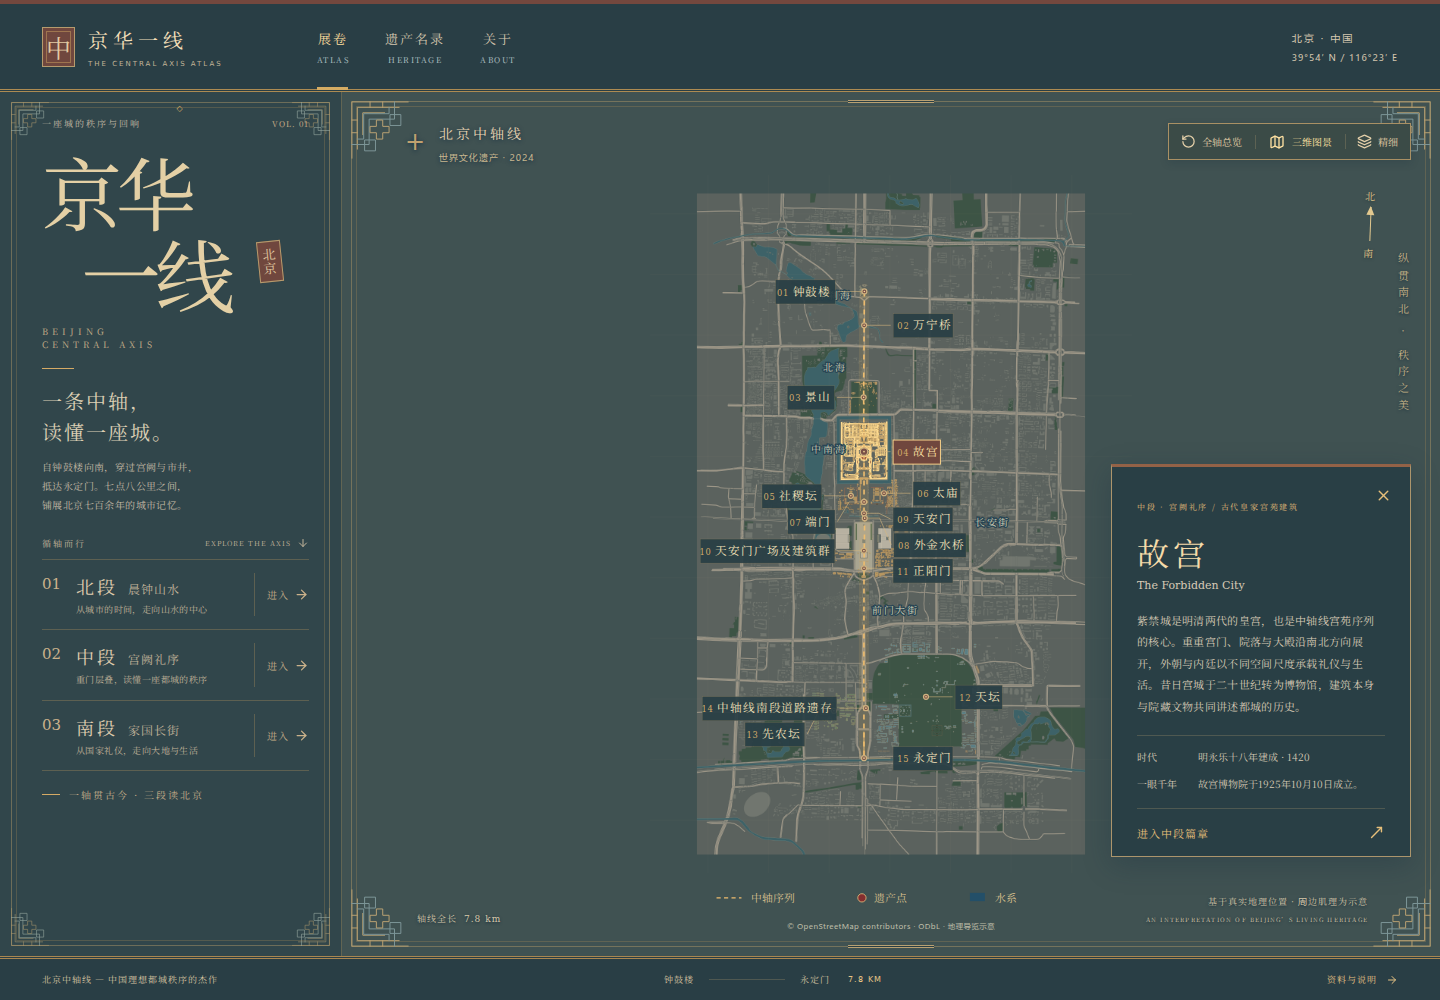 中
京华一线
THE CENTRAL AXIS ATLAS
展卷
ATLAS
遗产名录
HERITAGE
关于
ABOUT
北京 · 中国
39°54′ N / 116°23′ E
一座城的秩序与回响
VOL. 01
京华
一线
北京
BEIJING
CENTRAL AXIS
一条中轴，
读懂一座城。
自钟鼓楼向南，穿过宫阙与市井，
抵达永定门。七点八公里之间，
铺展北京七百余年的城市记忆。
循轴而行
EXPLORE THE AXIS ↓
01 北段 晨钟山水
从城市的时间，走向山水的中心
进入 →
02 中段 宫阙礼序
重门层叠，读懂一座都城的秩序
进入 →
03 南段 家国长街
从国家礼仪，走向大地与生活
进入 →
一轴贯古今 · 三段读北京
北京中轴线
世界文化遗产 · 2024
全轴总览
三维图景
精细
北
南
纵贯南北 · 秩序之美
01 钟鼓楼
海
02 万宁桥
北海
03 景山
中南海
04 故宫
05 社稷坛
06 太庙
07 端门
09 天安门
长安街
08 外金水桥
10 天安门广场及建筑群
11 正阳门
前门大街
12 天坛
14 中轴线南段道路遗存
13 先农坛
15 永定门
中段 · 宫阙礼序 / 古代皇家宫苑建筑
故宫
The Forbidden City
紫禁城是明清两代的皇宫，也是中轴线宫苑序列
的核心。重重宫门、院落与大殿沿南北方向展
开，外朝与内廷以不同空间尺度承载礼仪与生
活。昔日宫城于二十世纪转为博物馆，建筑本身
与院藏文物共同讲述都城的历史。
时代 明永乐十八年建成 · 1420
一眼千年 故宫博物院于1925年10月10日成立。
进入中段篇章
轴线全长 7.8 km
中轴序列
遗产点
水系
© OpenStreetMap contributors · ODbL · 地理导览示意
基于真实地理位置 · 周边肌理为示意
AN INTERPRETATION OF BEIJING'S LIVING HERITAGE
北京中轴线 — 中国理想都城秩序的杰作
钟鼓楼
永定门
7.8 KM
资料与说明 →